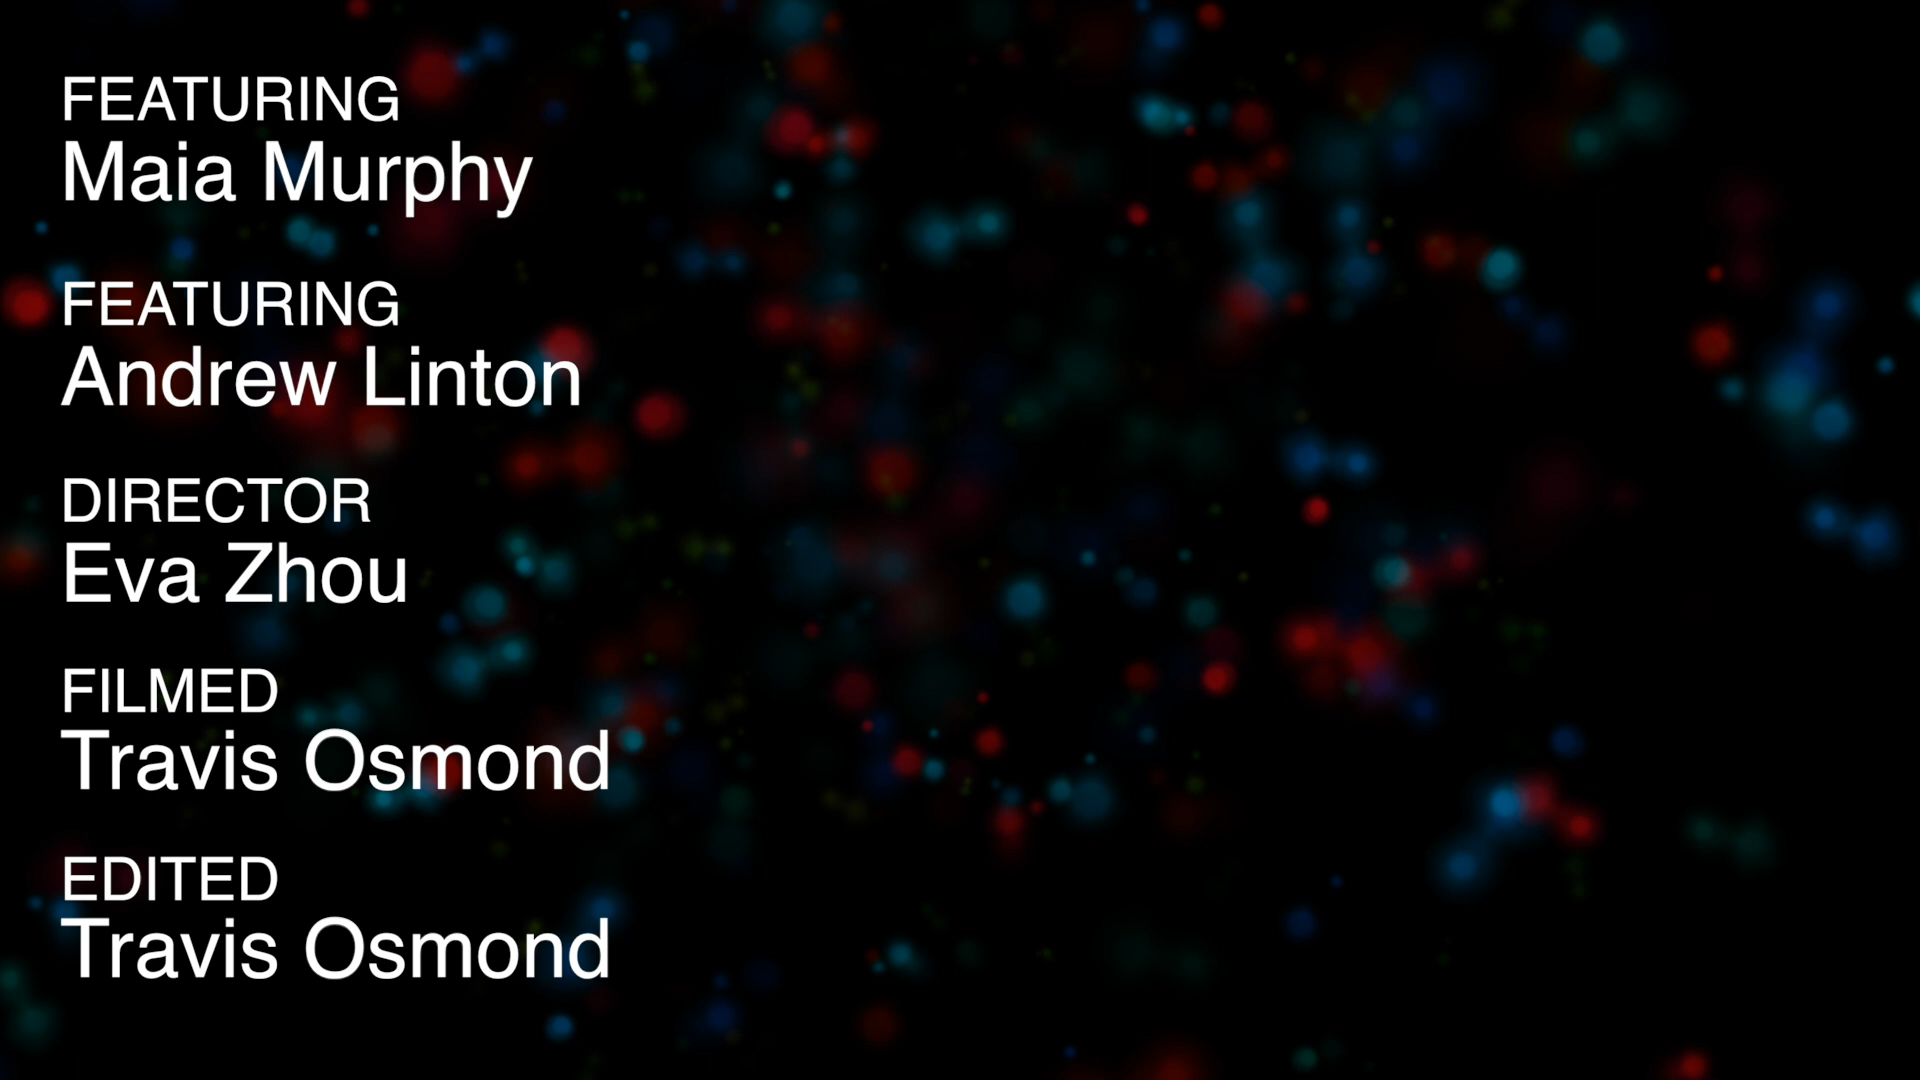 FEATURING
Maia Murphy
FEATURING
Andrew Linton
DIRECTOR
Eva Zhou
FILMED
Travis Osmond
EDITED
Travis Osmond